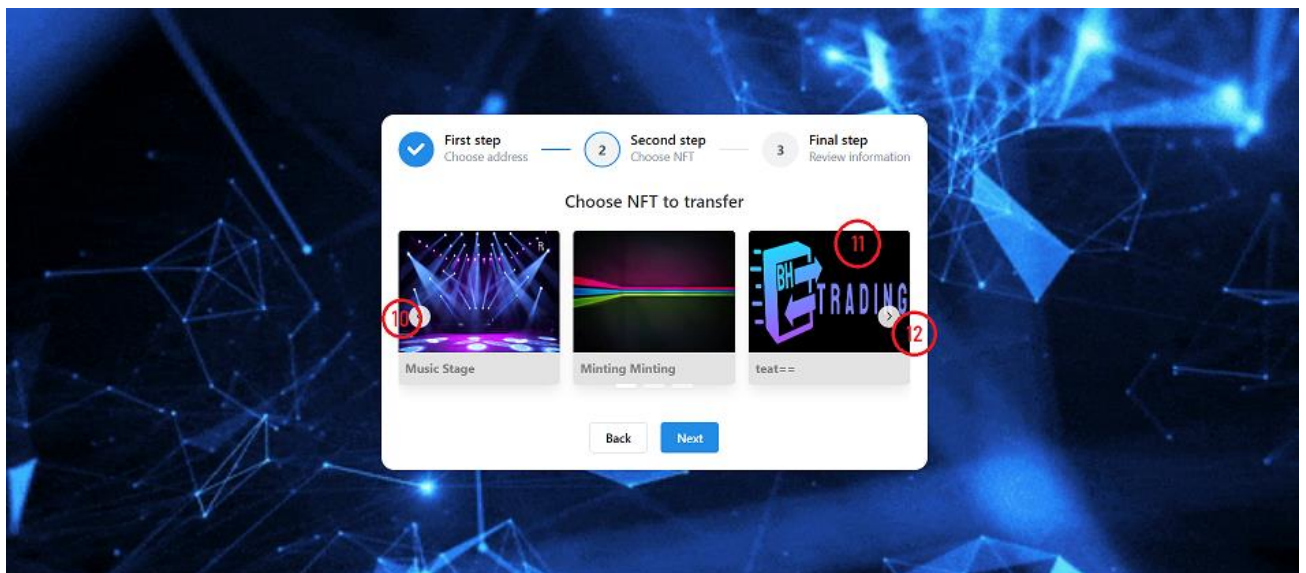 First step
Choose address
2
Second step
Choose NFT
3
Final step
Review information
Choose NFT to transfer
R
11
BH
TRADING
10
12
Music Stage
Minting Minting
teat==
Back
Next